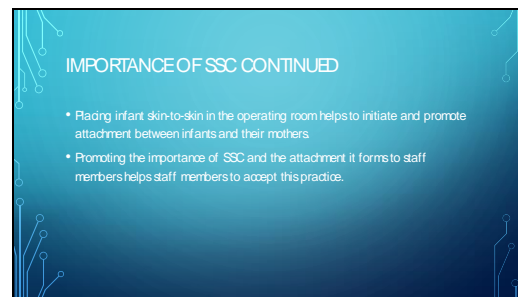 IMPORTANCE OF SSC CONTINUED
• Placing infant skin-to-skin in the operating room helps to initiate and promote
attachment between infants and their mothers.
• Promoting the importance of SSC and the attachment it forms to staff
members helps staff members to accept this practice.